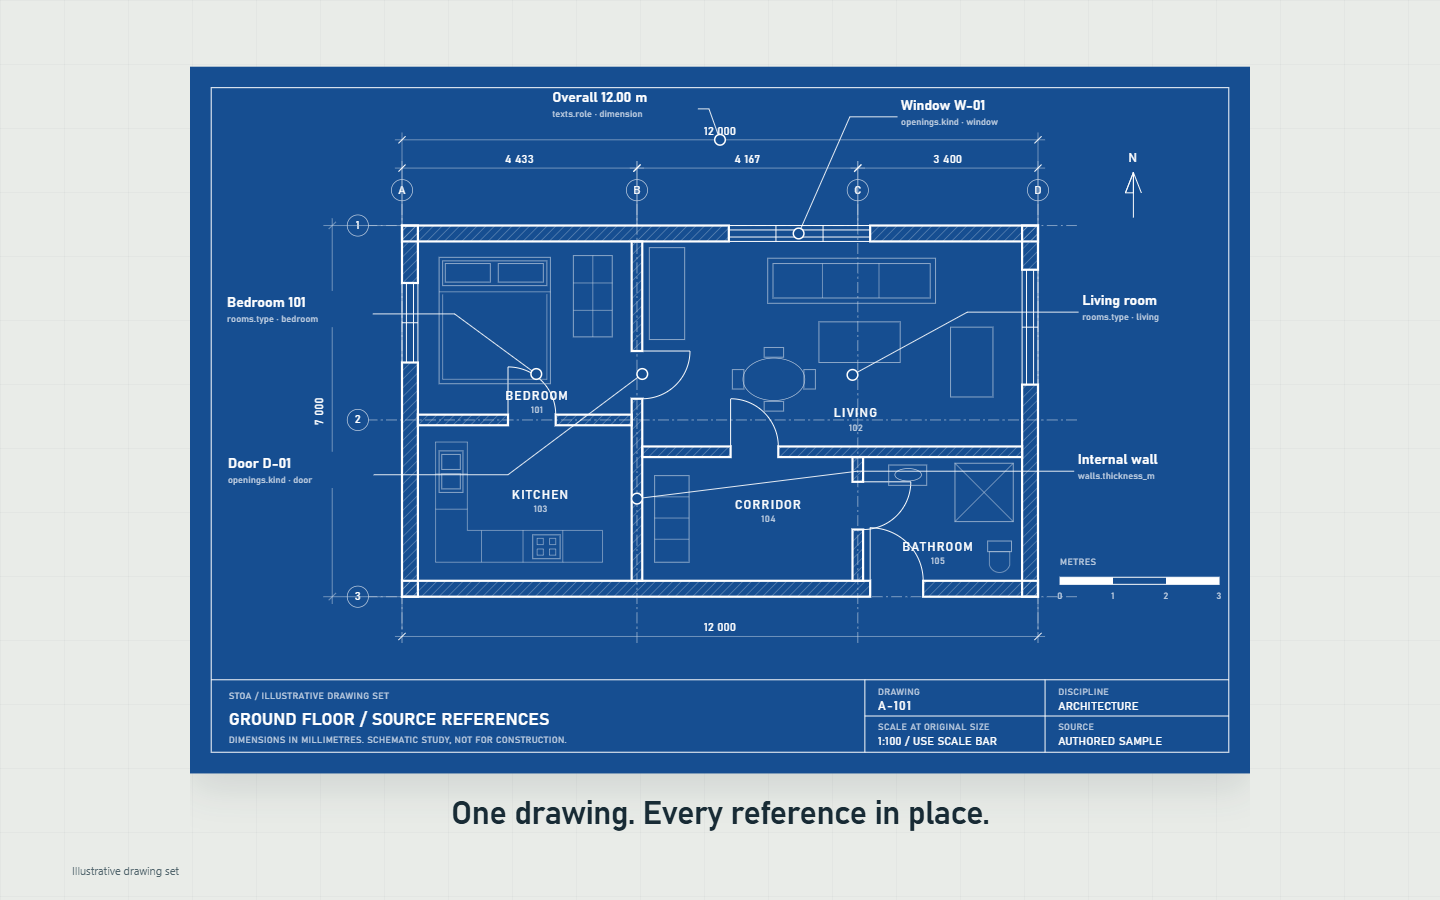 Overall 12.00 m
texts.role - dimension
Window W-01
openings.kind - window
12 000
4 433
4 167
3 400
N
A
B
C
D
1
Bedroom 101
rooms.type - bedroom
Living room
rooms.type - living
BEDROOM
101
LIVING
102
7 000
2
Door D-01
openings.kind - door
Internal wall
walls.thickness_m
KITCHEN
103
CORRIDOR
104
BATHROOM
105
METRES
0 1 2 3
3
12 000
STOA / ILLUSTRATIVE DRAWING SET
GROUND FLOOR / SOURCE REFERENCES
DIMENSIONS IN MILLIMETRES. SCHEMATIC STUDY, NOT FOR CONSTRUCTION.
DRAWING
A-101
DISCIPLINE
ARCHITECTURE
SCALE AT ORIGINAL SIZE
1:100 / USE SCALE BAR
SOURCE
AUTHORED SAMPLE
One drawing. Every reference in place.
Illustrative drawing set